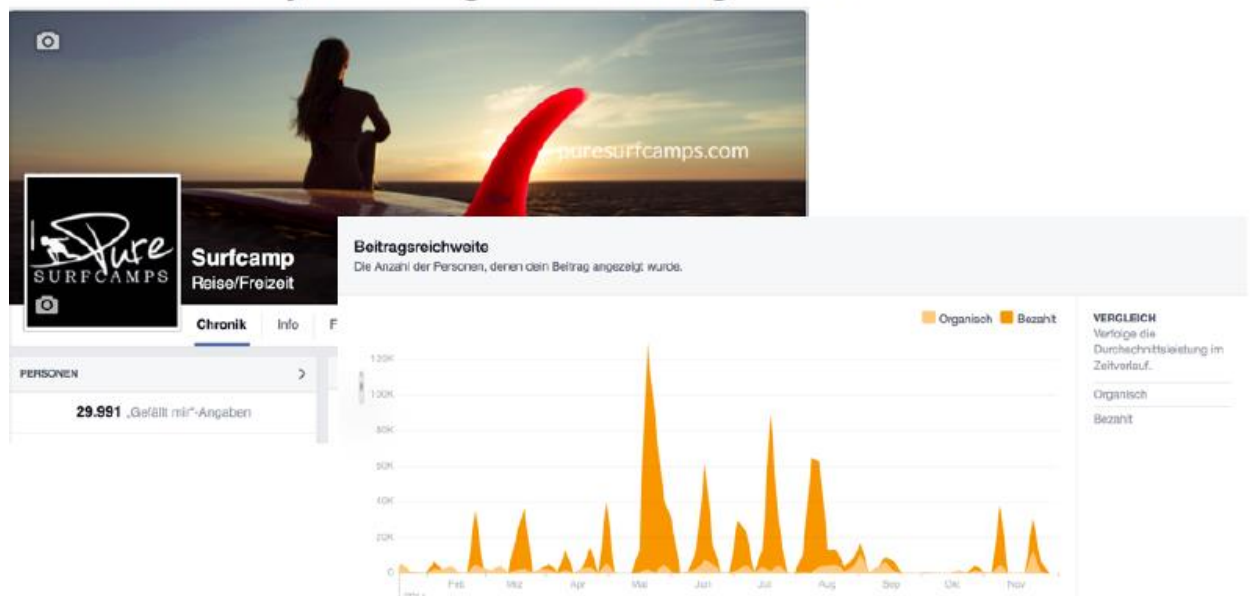 puresurfcamps.com
Pure
SURFCAMPS
Surfcamp
Reise/Freizeit
Chronik Info F
PERSONEN
29.991 „Gefällt mir“-Angaben
Beitragsreichweite
Die Anzahl der Personen, denen dein Beitrag angezeigt wurde.
Organisch Bezahlt
VERGLEICH
Verfolge die
Durchschnittsleistung im
Zeitverlauf.
Organisch
Bezahlt
120K
100K
80K
60K
40K
20K
0
Feb Mrz Apr Mai Jun Jul Aug Sep Okt Nov